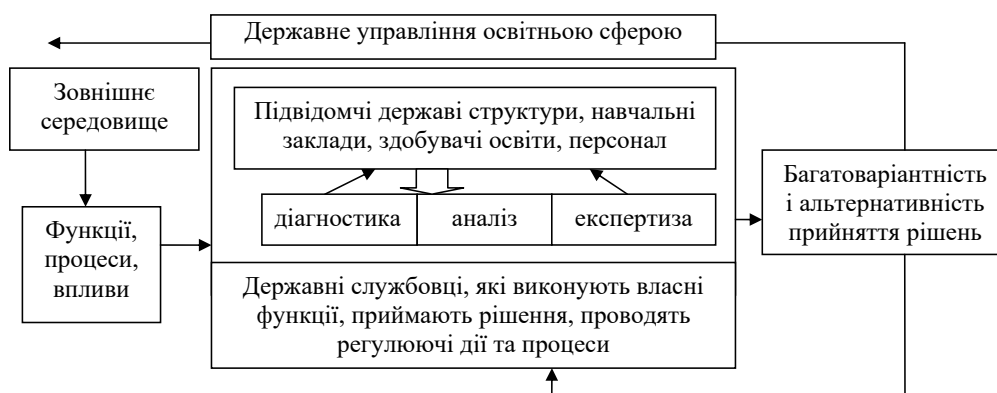 Державне управління освітньою сферою
Зовнішнє
середовище
Підвідомчі державі структури, навчальні
заклади, здобувачі освіти, персонал
діагностика
аналіз
експертиза
Функції,
процеси,
впливи
Багатоваріантність
і альтернативність
прийняття рішень
Державні службовці, які виконують власні
функції, приймають рішення, проводять
регулюючі дії та процеси